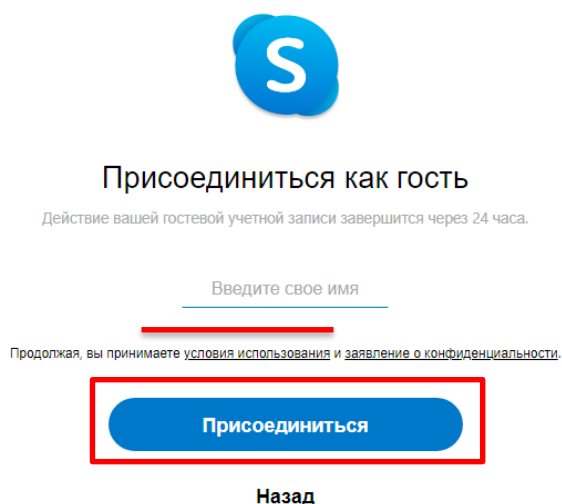 S
Присоединиться как гость
Действие вашей гостевой учетной записи завершится через 24 часа.
Введите свое имя
Продолжая, вы принимаете условия использования и заявление о конфиденциальности.
Присоединиться
Назад